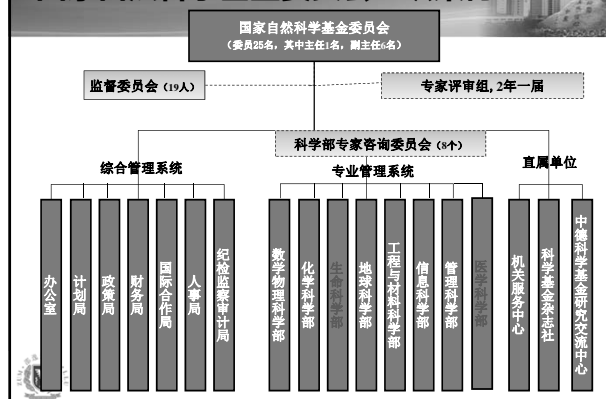 国家自然科学基金委员会
（委员25名，其中主任1名，副主任6名）
监督委员会（19人）
专家评审组, 2年一届
科学部专家咨询委员会（8个）
综合管理系统
专业管理系统
直属单位
办公室
计划局
政策局
财务局
国际合作局
人事局
纪检监察审计局
数学物理科学部
化学科学部
生命科学部
地球科学部
工程与材料科学部
信息科学部
管理科学部
医学科学部
机关服务中心
科学基金杂志社
中德科学基金研究交流中心